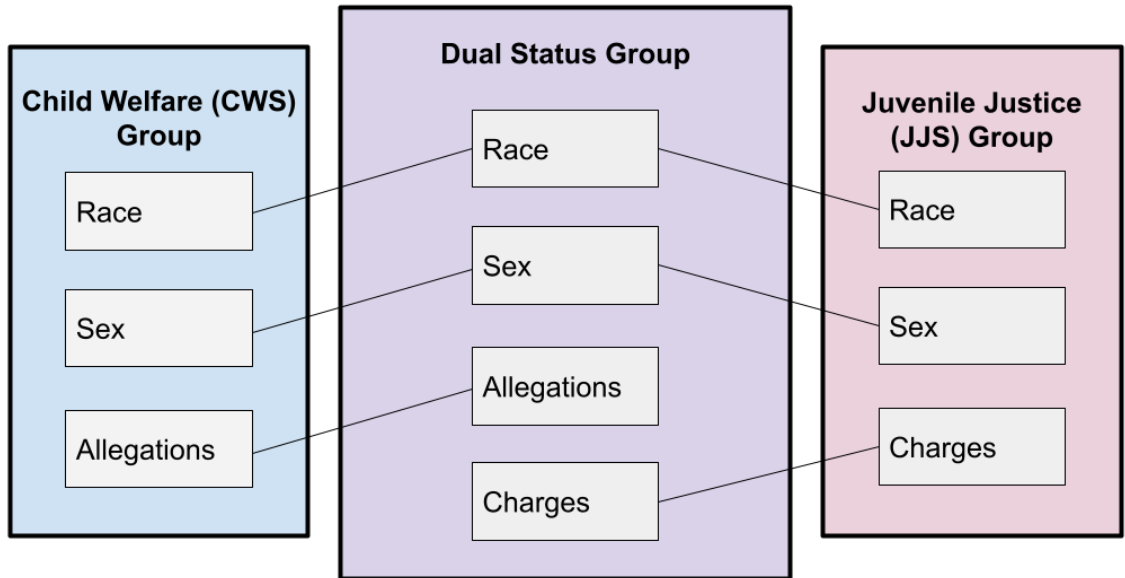 Child Welfare (CWS)
Group
Race
Sex
Allegations
Dual Status Group
Race
Sex
Allegations
Charges
Juvenile Justice
(JJS) Group
Race
Sex
Charges